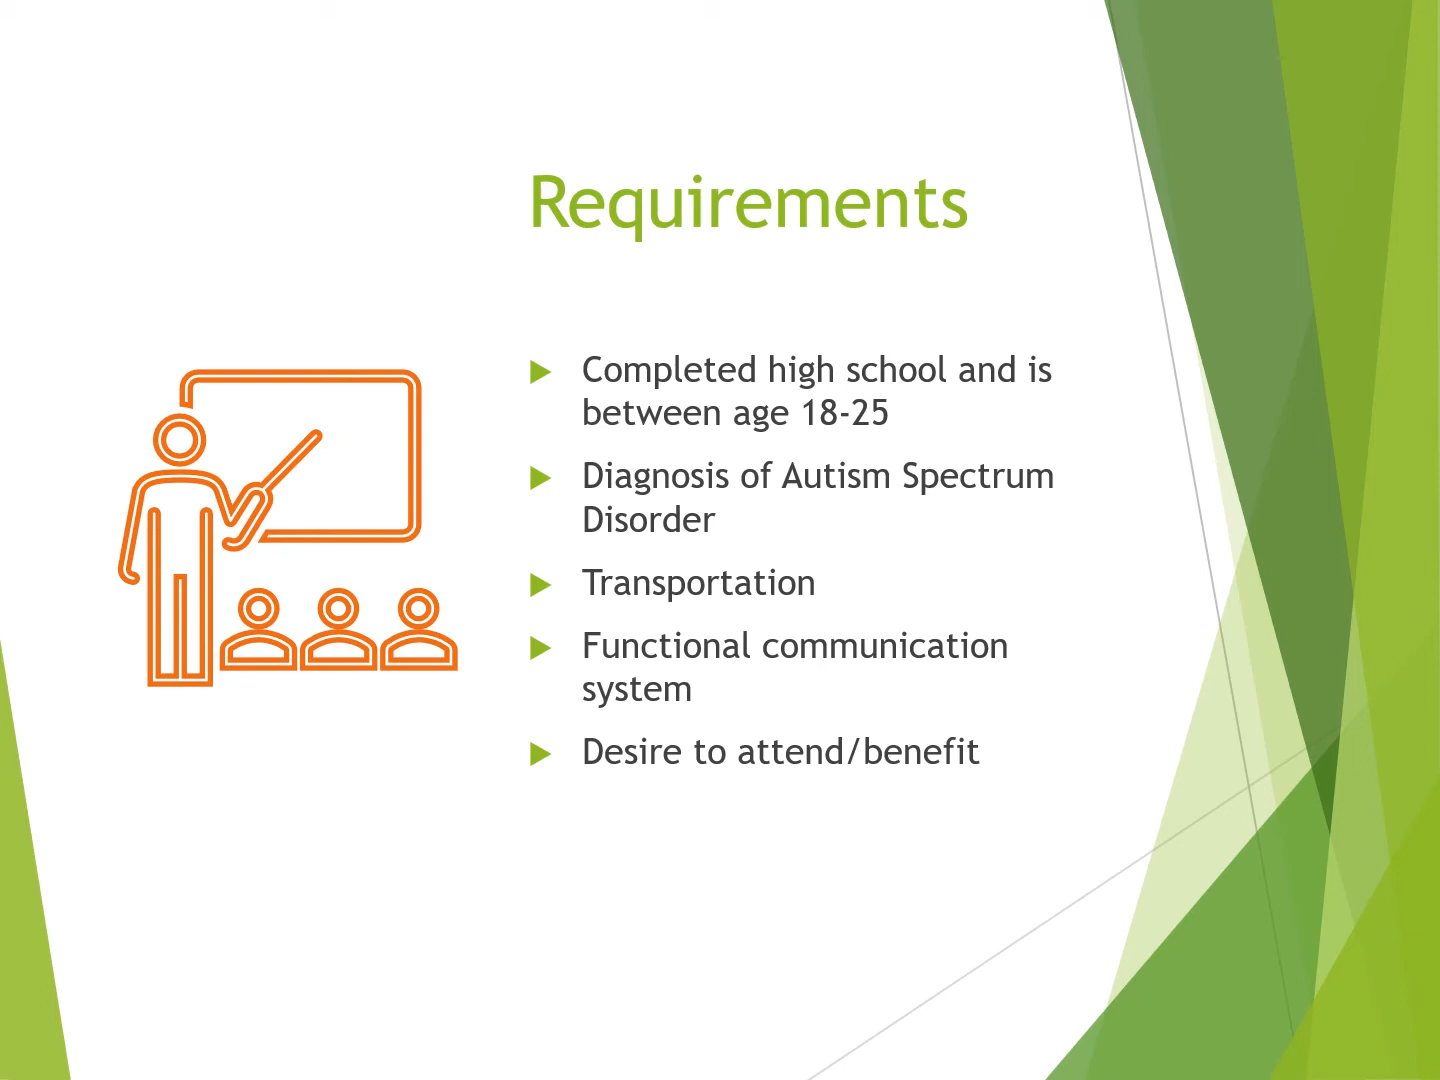 Requirements
Completed high school and is
between age 18-25
Diagnosis of Autism Spectrum
Disorder
Transportation
Functional communication
system
Desire to attend/benefit